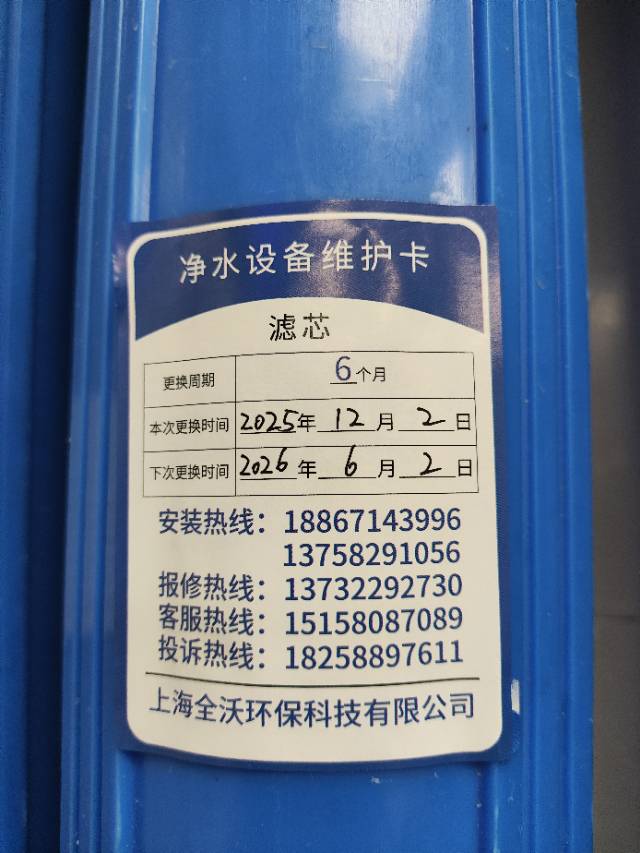 净水设备维护卡
滤芯
更换周期 6个月
本次更换时间 2025年 12 月 2 日
下次更换时间 2026年 6 月 2 日
安装热线：18867143996
13758291056
报修热线：13732292730
客服热线：15158087089
投诉热线：18258897611
上海全沃环保科技有限公司